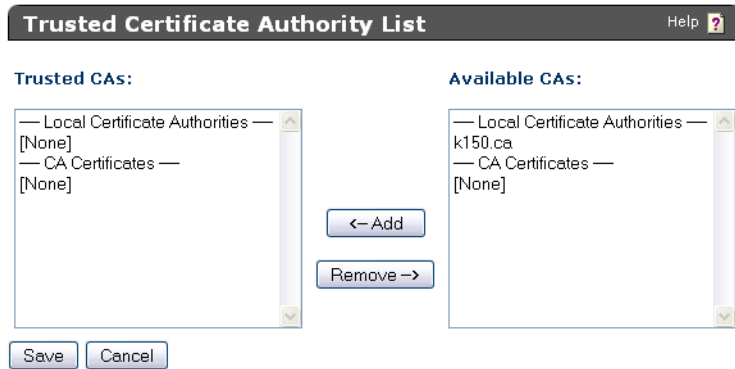 Trusted Certificate Authority List
Help ?
Trusted CAs:
Available CAs:
── Local Certificate Authorities ──
[None]
── CA Certificates ──
[None]
── Local Certificate Authorities ──
k150.ca
── CA Certificates ──
[None]
<-- Add
Remove -->
Save
Cancel